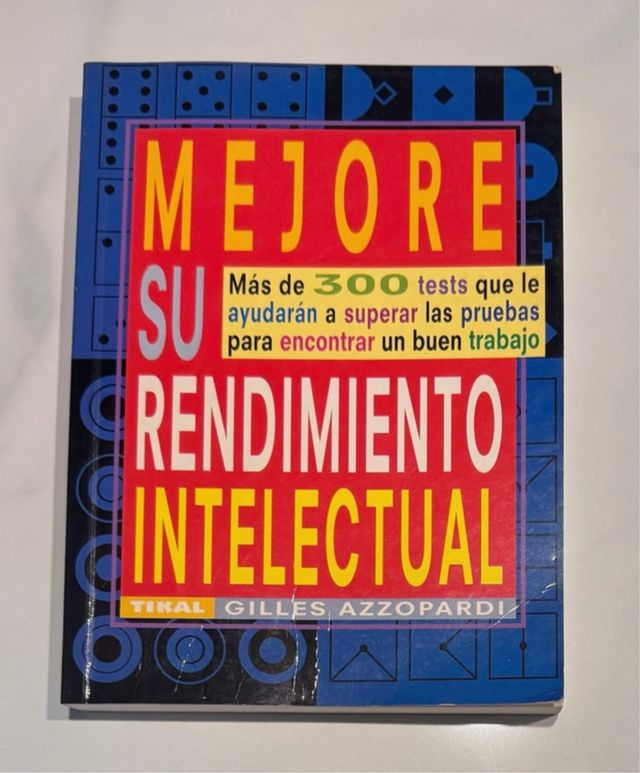 MEJORE
SU
Más de 300 tests que le
ayudarán a superar las pruebas
para encontrar un buen trabajo
RENDIMIENTO
INTELECTUAL
TIKAL GILLES AZZOPARDI